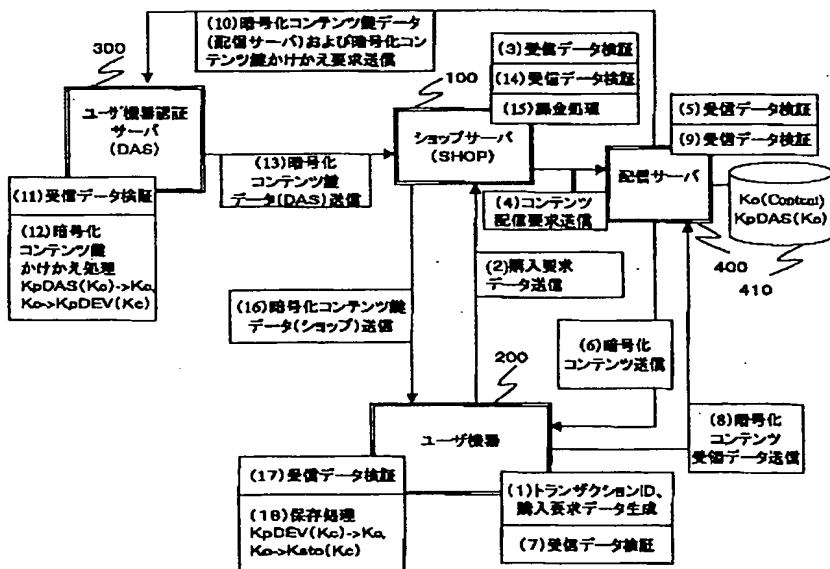 (10)暗号化コンテンツ鍵データ
(配信サーバ)および暗号化コン
テンツ鍵かけかえ要求送信
300
ユーザ機器認証
サーバ
(DAS)
(11)受信データ検証
(12)暗号化
コンテンツ鍵
かけかえ処理
KpDAS(Kc)->Kc,
Kc->KpDEV(Kc)
(13)暗号化
コンテンツ鍵
データ(DAS)送信
100
ショップサーバ
(SHOP)
(3)受信データ検証
(14)受信データ検証
(15)課金処理
(4)コンテンツ
配信要求送信
(5)受信データ検証
(9)受信データ検証
配信サーバ
400
Kc(Content)
KpDAS(Kc)
410
(2)購入要求
データ送信
(16)暗号化コンテンツ鍵
データ(ショップ)送信
(6)暗号化
コンテンツ送信
(8)暗号化
コンテンツ
受領データ送信
200
ユーザ機器
(17)受信データ検証
(18)保存処理
KpDEV(Kc)->Kc,
Kc->Ksto(Kc)
(1)トランザクションID、
購入要求データ生成
(7)受信データ検証